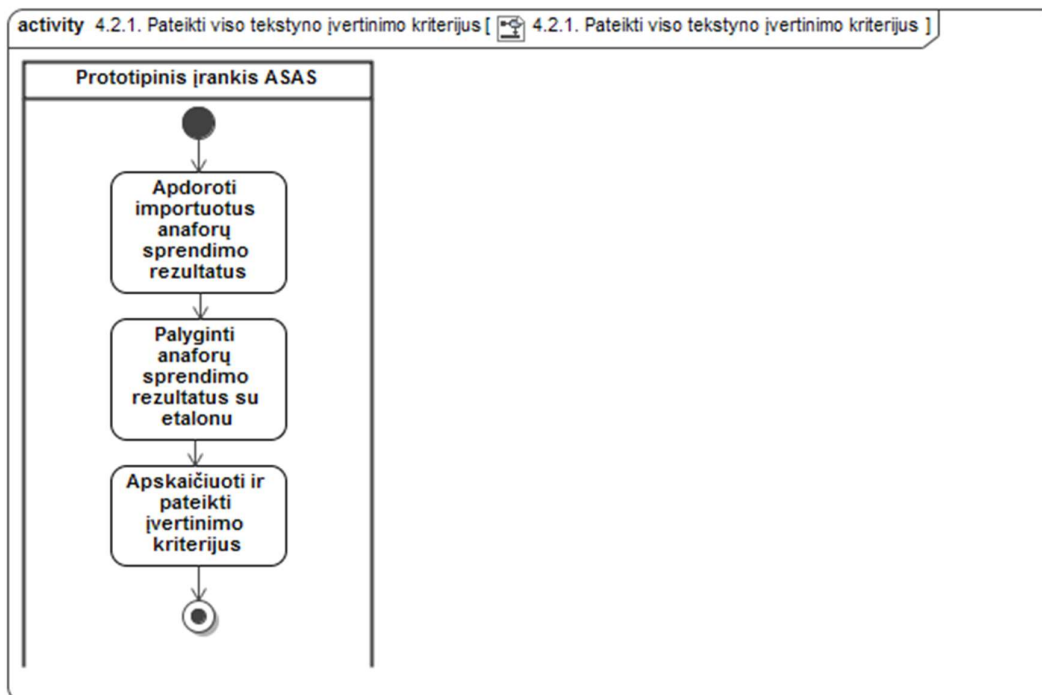 activity 4.2.1. Pateikti viso tekstyno įvertinimo kriterijus [ 4.2.1. Pateikti viso tekstyno įvertinimo kriterijus ]
Prototipinis įrankis ASAS
Apdoroti
importuotus
anaforų
sprendimo
rezultatus
Palyginti
anaforų
sprendimo
rezultatus su
etalonu
Apskaičiuoti ir
pateikti
įvertinimo
kriterijus